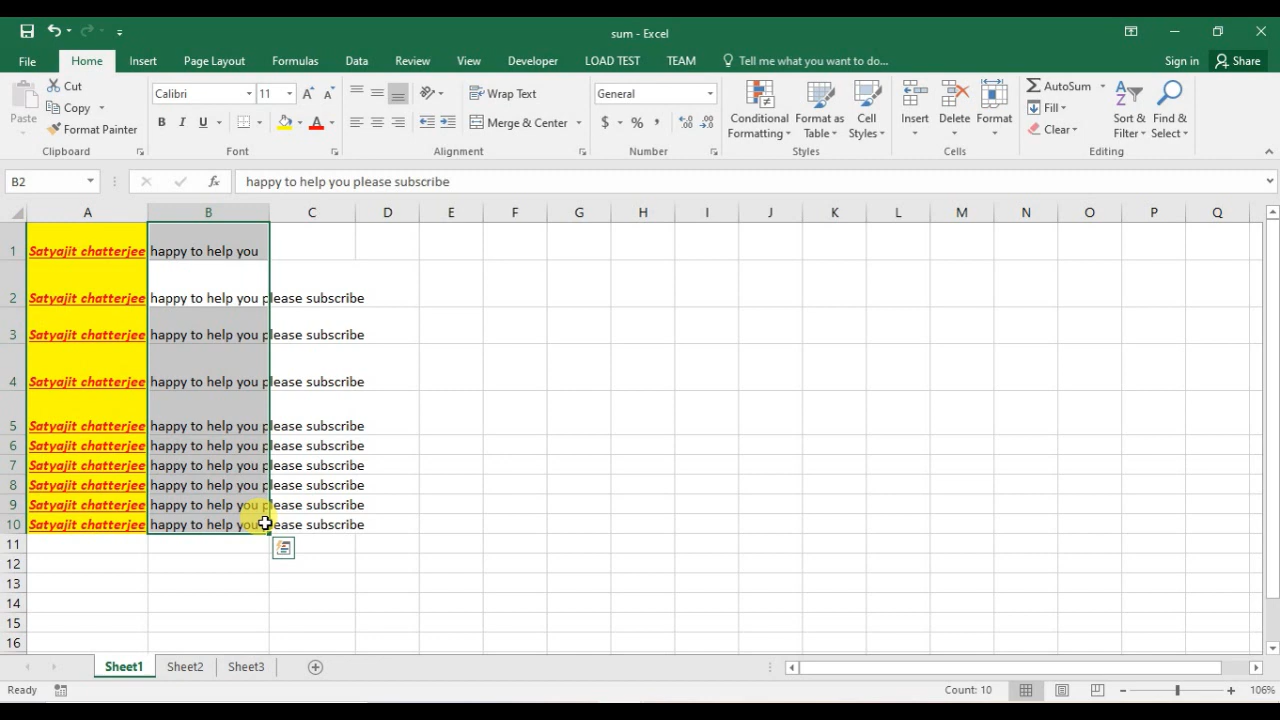 sum - Excel
File Home Insert Page Layout Formulas Data Review View Developer LOAD TEST TEAM Tell me what you want to do... Sign in Share
Paste Cut Copy Format Painter
Calibri 11 General
B I U A
Wrap Text
Merge & Center
$ % ,
Conditional Formatting Format as Table Cell Styles
Insert Delete Format
AutoSum Fill Clear
Sort & Filter Find & Select
Clipboard Font Alignment Number Styles Cells Editing
B2 fx happy to help you please subscribe
A B C D E F G H I J K L M N O P Q
1 Satyajit chatterjee happy to help you
2 Satyajit chatterjee happy to help you please subscribe
3 Satyajit chatterjee happy to help you please subscribe
4 Satyajit chatterjee happy to help you please subscribe
5 Satyajit chatterjee happy to help you please subscribe
6 Satyajit chatterjee happy to help you please subscribe
7 Satyajit chatterjee happy to help you please subscribe
8 Satyajit chatterjee happy to help you please subscribe
9 Satyajit chatterjee happy to help you please subscribe
10 Satyajit chatterjee happy to help you please subscribe
11
12
13
14
15
16
Sheet1 Sheet2 Sheet3
Ready Count: 10 106%